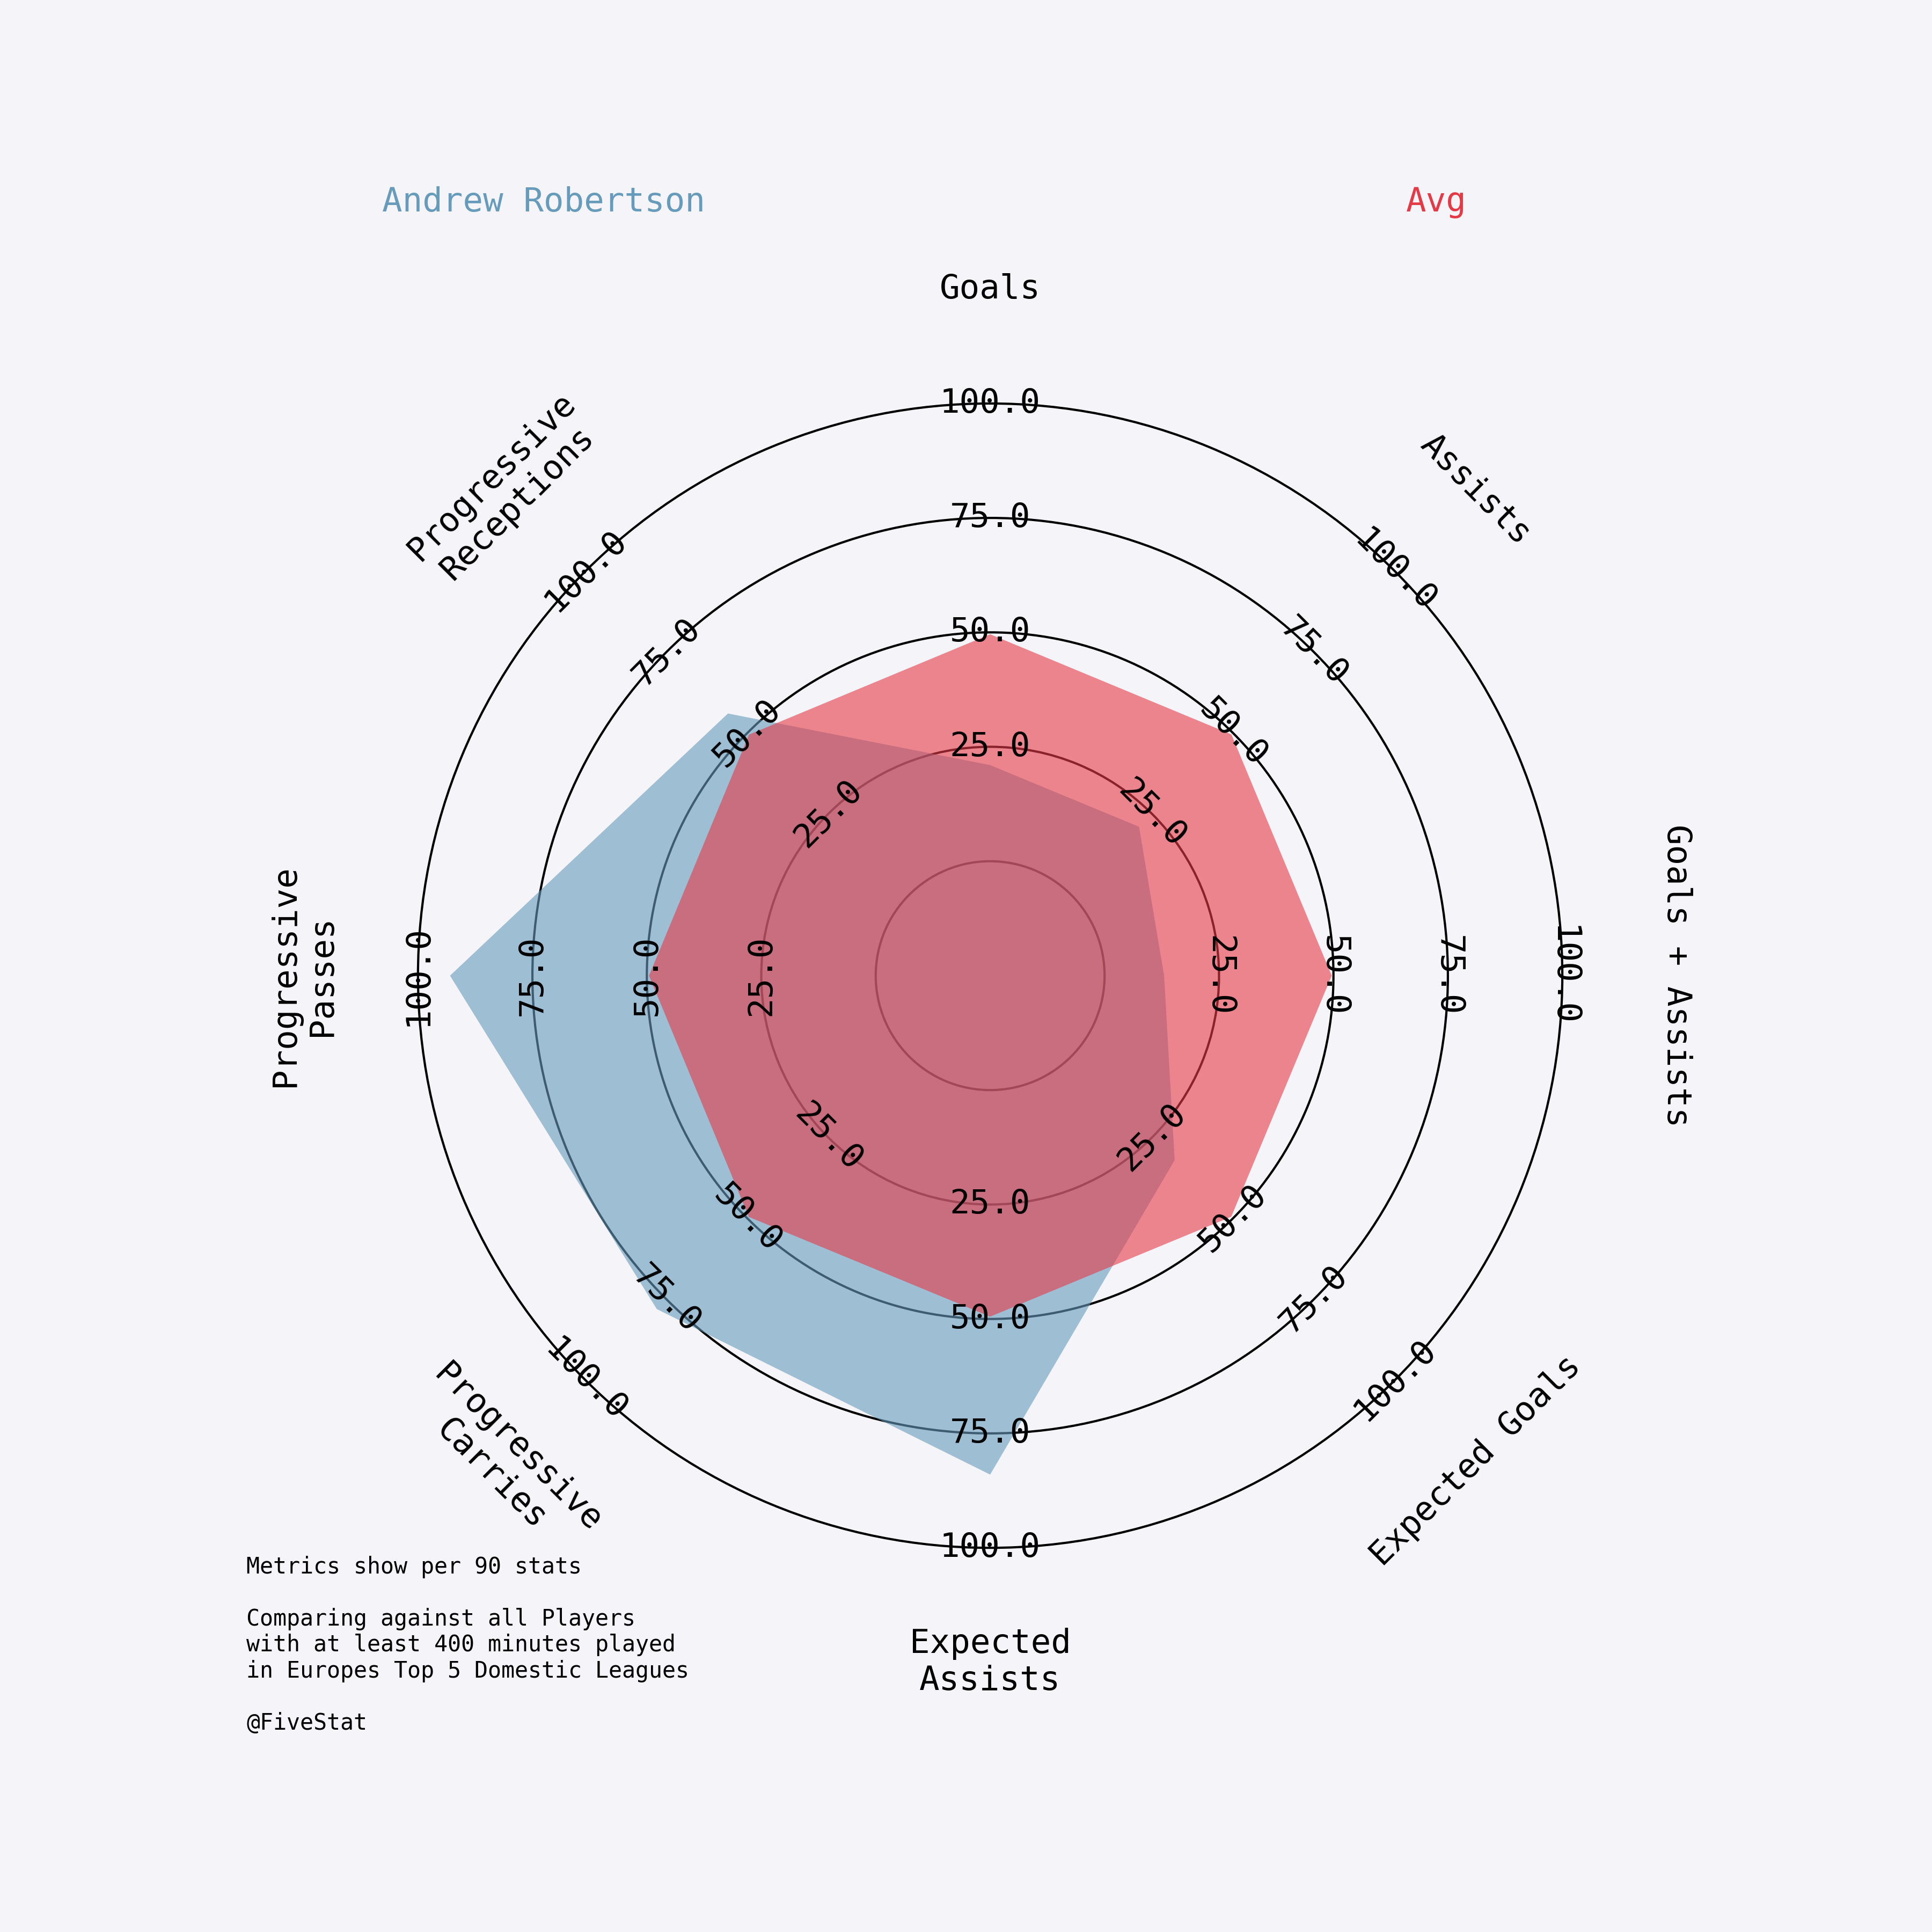 Andrew Robertson
Avg
Goals
Assists
Goals + Assists
Expected Goals
Expected
Assists
Progressive
Carries
Progressive
Passes
Progressive
Receptions
25.0
50.0
75.0
100.0
25.0
50.0
75.0
100.0
25.0
50.0
75.0
100.0
25.0
50.0
75.0
100.0
25.0
50.0
75.0
100.0
25.0
50.0
75.0
100.0
25.0
50.0
75.0
100.0
25.0
50.0
75.0
100.0
Metrics show per 90 stats
Comparing against all Players
with at least 400 minutes played
in Europes Top 5 Domestic Leagues
@FiveStat